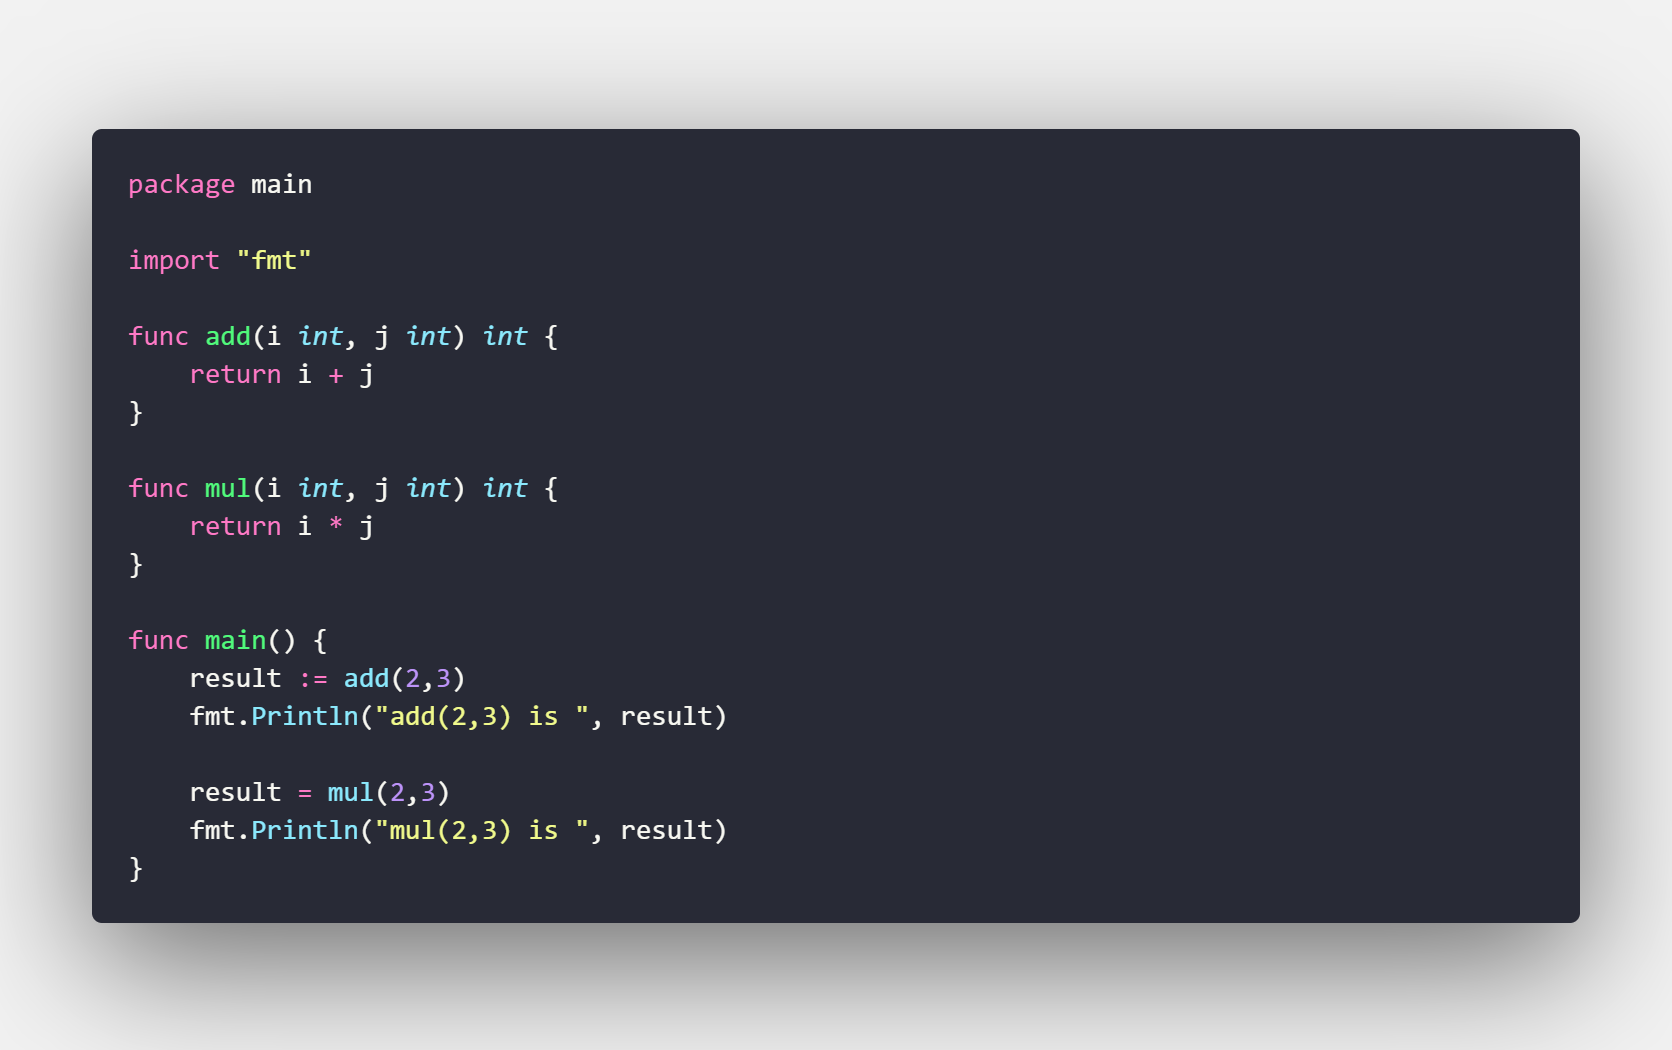 package main
import "fmt"
func add(i int, j int) int {
    return i + j
}
func mul(i int, j int) int {
    return i * j
}
func main() {
    result := add(2,3)
    fmt.Println("add(2,3) is ", result)
    result = mul(2,3)
    fmt.Println("mul(2,3) is ", result)
}